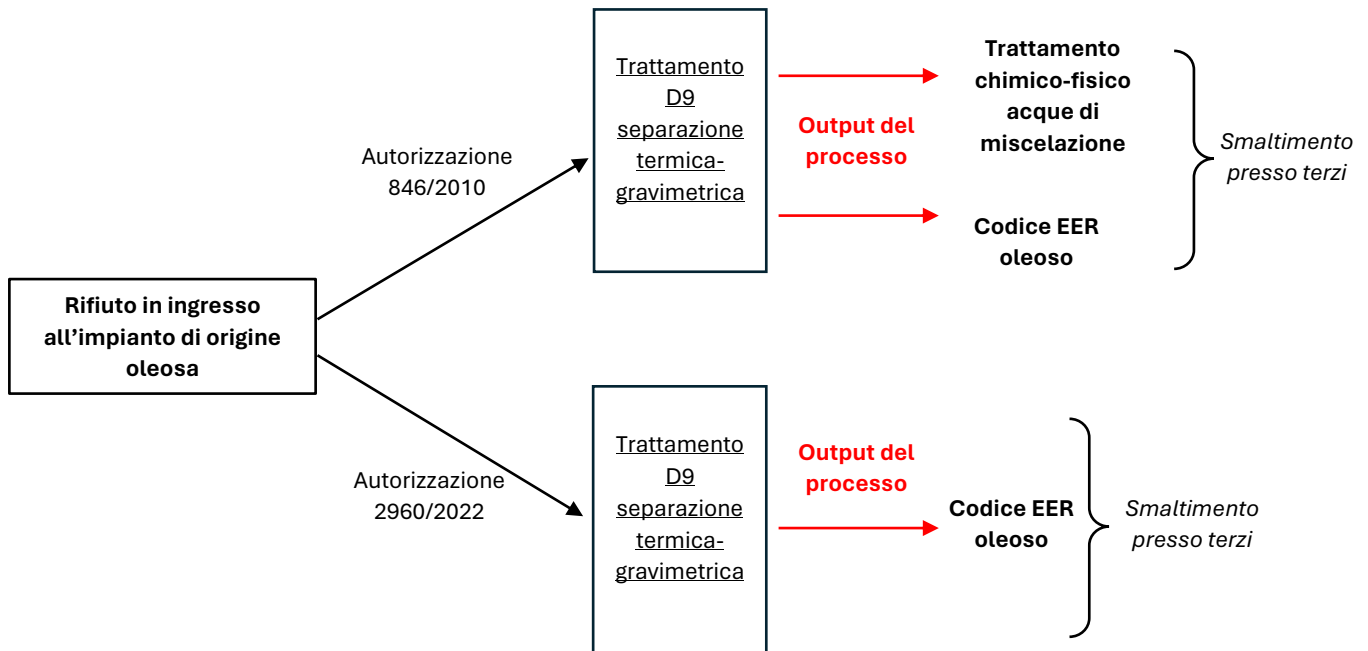 Rifiuto in ingresso
all'impianto di origine
oleosa
Autorizzazione
846/2010
Trattamento
D9
separazione
termica-
gravimetrica
Output del
processo
Trattamento
chimico-fisico
acque di
miscelazione
Codice EER
oleoso
Smaltimento
presso terzi
Autorizzazione
2960/2022
Trattamento
D9
separazione
termica-
gravimetrica
Output del
processo
Codice EER
oleoso
Smaltimento
presso terzi